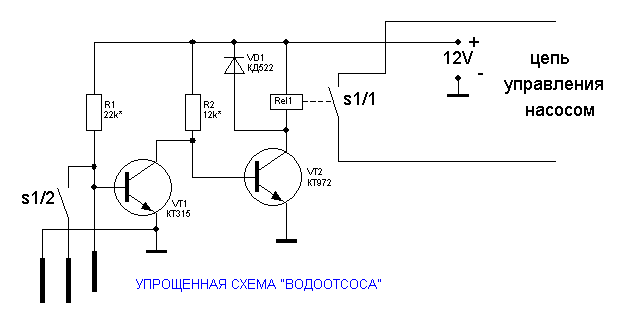 VD1
КД522
+
12V
-
цепь
управления
насосом
R1
22k*
R2
12k*
Rel1
s1/1
s1/2
VT1
КТ315
VT2
КТ972
УПРОЩЕННАЯ СХЕМА "ВОДООТСОСА"